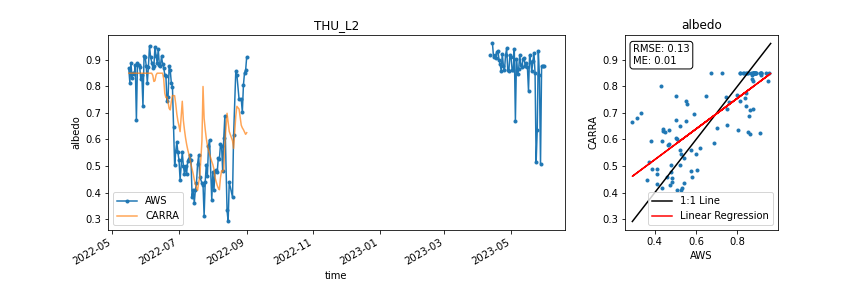 THU_L2
albedo
0.9
0.8
0.7
0.6
0.5
0.4
0.3
albedo
AWS
CARRA
2022-05
2022-07
2022-09
2022-11
2023-01
2023-03
2023-05
time
albedo
RMSE: 0.13
ME: 0.01
0.9
0.8
0.7
0.6
0.5
0.4
0.3
CARRA
1:1 Line
Linear Regression
0.4
0.6
0.8
AWS